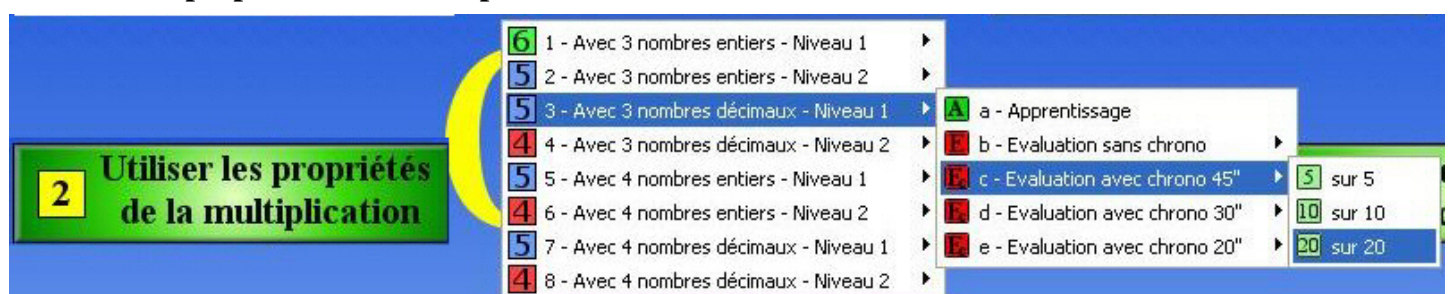 2
Utiliser les propriétés
de la multiplication
6 1 - Avec 3 nombres entiers - Niveau 1
5 2 - Avec 3 nombres entiers - Niveau 2
5 3 - Avec 3 nombres décimaux - Niveau 1
4 4 - Avec 3 nombres décimaux - Niveau 2
5 5 - Avec 4 nombres entiers - Niveau 1
4 6 - Avec 4 nombres entiers - Niveau 2
5 7 - Avec 4 nombres décimaux - Niveau 1
4 8 - Avec 4 nombres décimaux - Niveau 2
A a - Apprentissage
E b - Evaluation sans chrono
Ec c - Evaluation avec chrono 45"
Ec d - Evaluation avec chrono 30"
Ec e - Evaluation avec chrono 20"
5 sur 5
10 sur 10
20 sur 20